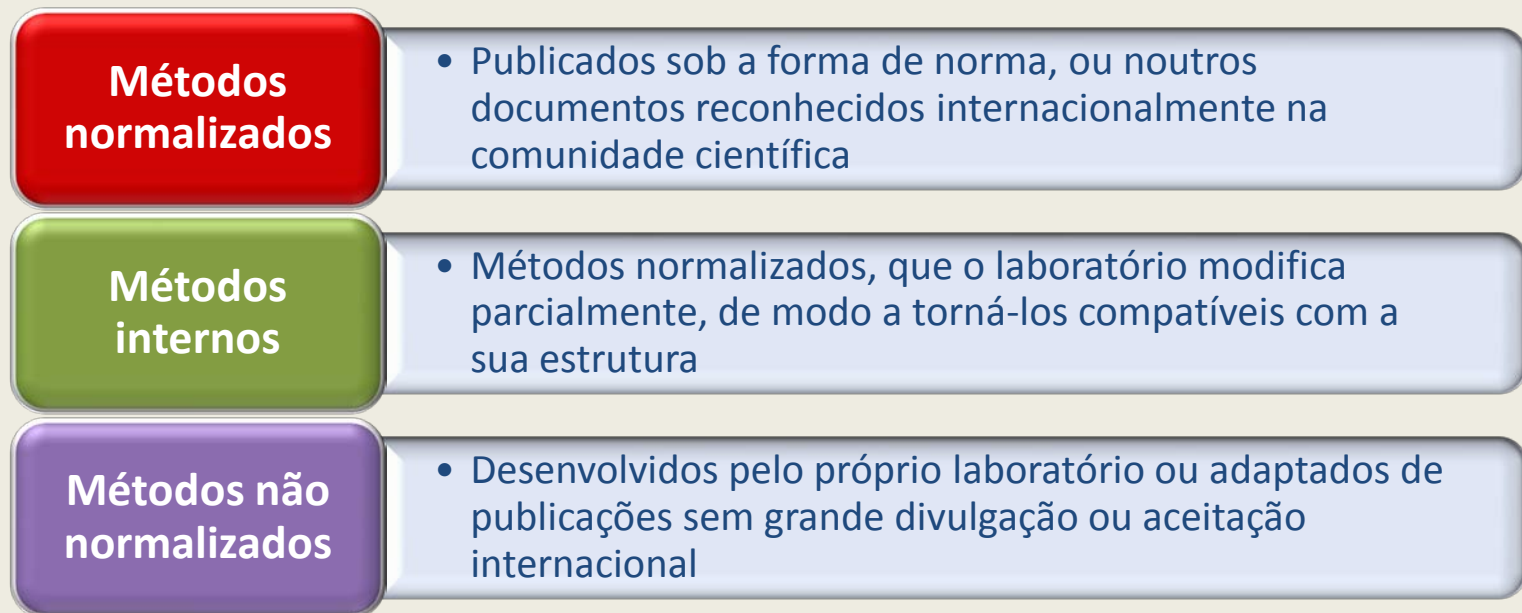 Métodos
normalizados
• Publicados sob a forma de norma, ou noutros
documentos reconhecidos internacionalmente na
comunidade científica
Métodos
internos
• Métodos normalizados, que o laboratório modifica
parcialmente, de modo a torná-los compatíveis com a
sua estrutura
Métodos não
normalizados
• Desenvolvidos pelo próprio laboratório ou adaptados de
publicações sem grande divulgação ou aceitação
internacional